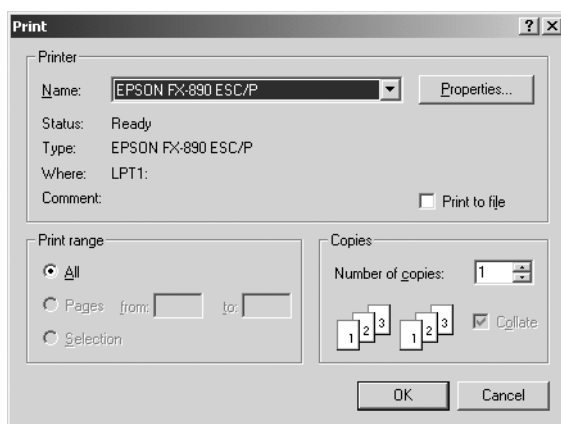 Print
Printer
Name: EPSON FX-890 ESC/P Properties...
Status: Ready
Type: EPSON FX-890 ESC/P
Where: LPT1:
Comment: Print to file
Print range
All
Pages from: to:
Selection
Copies
Number of copies: 1
1 2 3 1 2 3 Collate
OK Cancel